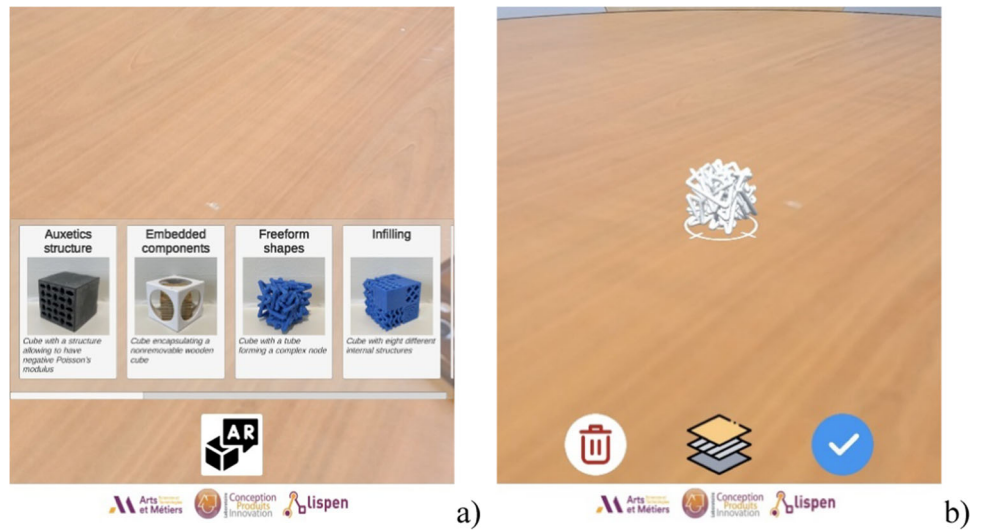 Auxetics
structure
Cube with a structure
allowing to have
negative Poisson's
modulus
Embedded
components
Cube encapsulating a
nonremovable wooden
cube
Freeform
shapes
Cube with a tube
forming a complex node
Infilling
Cube with eight different
internal structures
AR
Arts
et Métiers
Conception
Produits
Innovation
lispen
a)
Arts
et Métiers
Conception
Produits
Innovation
lispen
b)